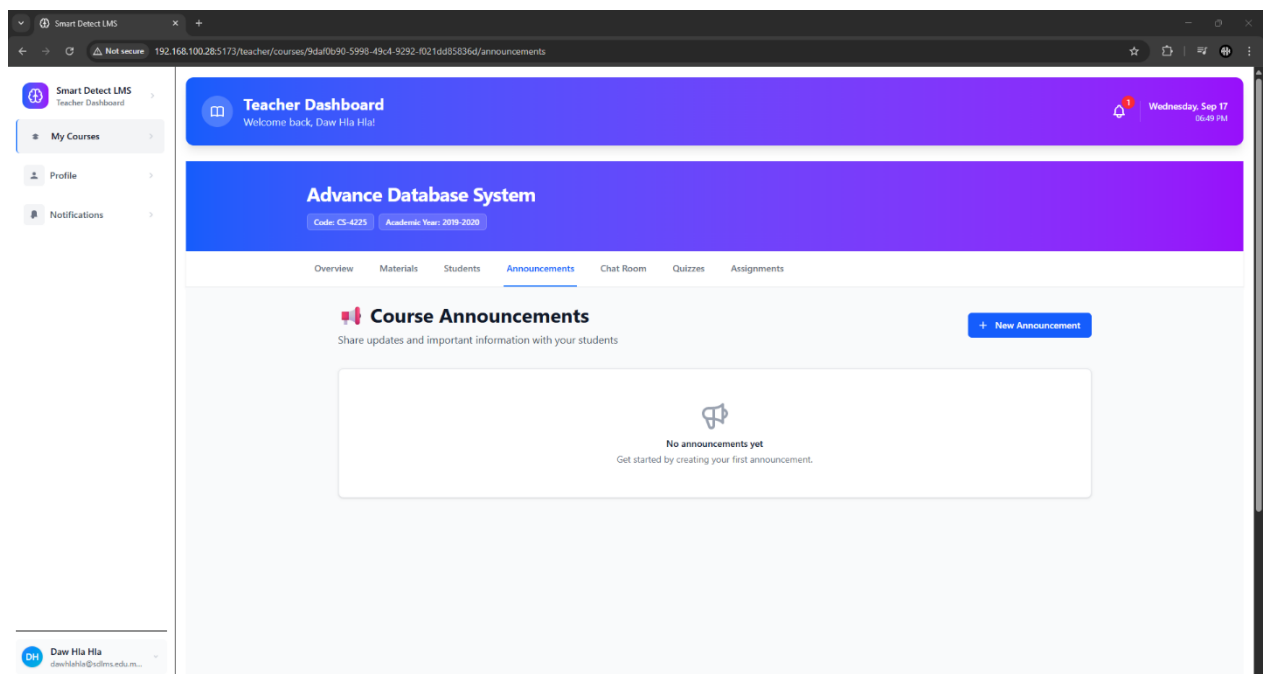 Smart Detect LMS
Not secure 192.168.100.28:5173/teacher/courses/9daf0b90-5998-49c4-9292-f021dd85836d/announcements
Smart Detect LMS
Teacher Dashboard
My Courses
Profile
Notifications
Teacher Dashboard
Welcome back, Daw Hla Hla!
1
Wednesday, Sep 17
06:49 PM
Advance Database System
Code: CS-4225 Academic Year: 2019-2020
Overview Materials Students Announcements Chat Room Quizzes Assignments
Course Announcements
Share updates and important information with your students
+ New Announcement
No announcements yet
Get started by creating your first announcement.
DH
Daw Hla Hla
dawhlahla@sdlms.edu.m...